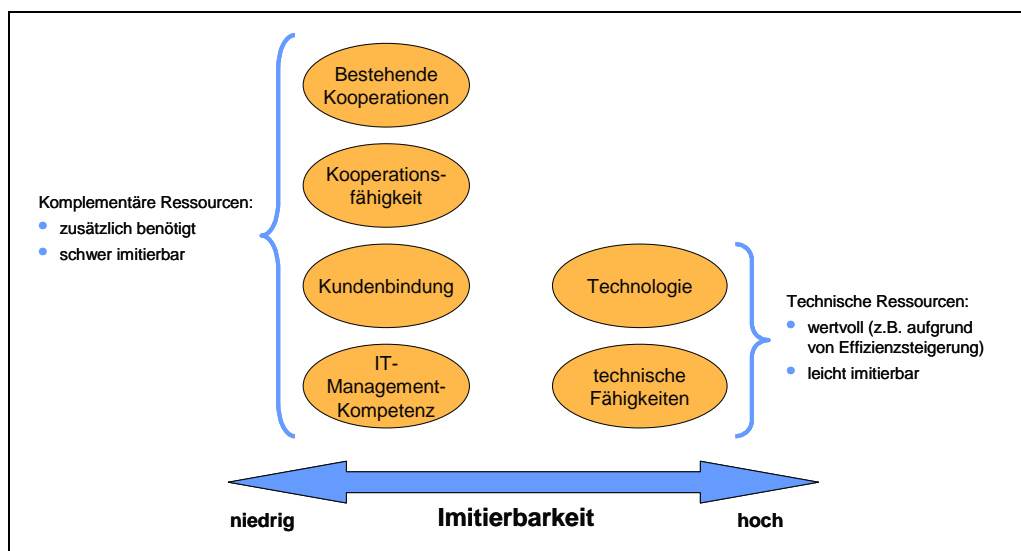 Bestehende
Kooperationen
Kooperations-
fähigkeit
Komplementäre Ressourcen:
• zusätzlich benötigt
• schwer imitierbar
Kundenbindung
IT-
Management-
Kompetenz
Technologie
technische
Fähigkeiten
Technische Ressourcen:
• wertvoll (z.B. aufgrund
von Effizienzsteigerung)
• leicht imitierbar
niedrig
Imitierbarkeit
hoch